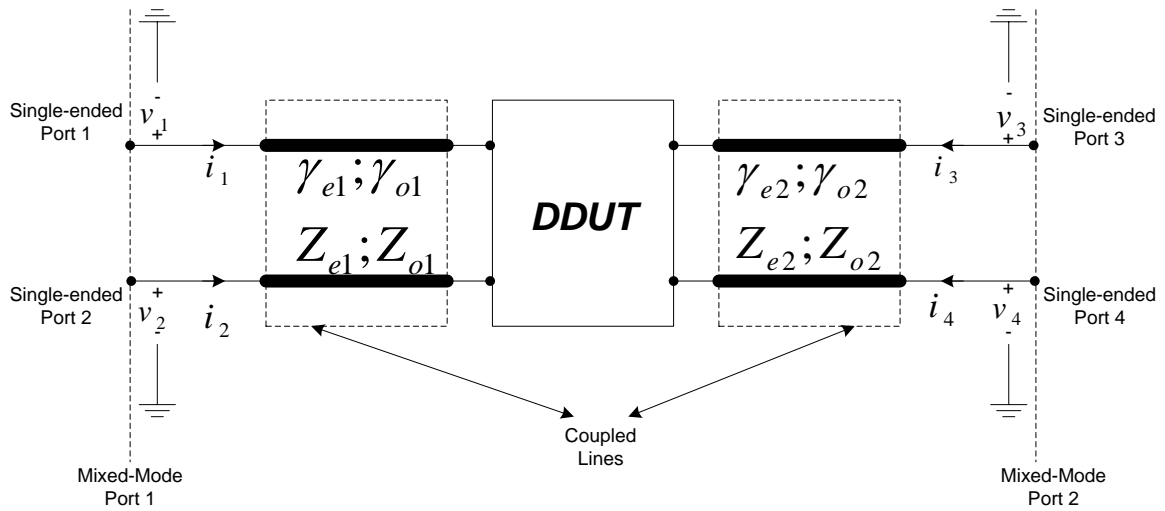 Single-ended
Port 1
-
v₁
+
i₁
γₑ₁;γₒ₁
Zₑ₁;Zₒ₁
Single-ended
Port 2
+
v₂
-
i₂
DDUT
γₑ₂;γₒ₂
Zₑ₂;Zₒ₂
-
v₃
+
i₃
Single-ended
Port 3
i₄
+
v₄
-
Single-ended
Port 4
Coupled
Lines
Mixed-Mode
Port 1
Mixed-Mode
Port 2